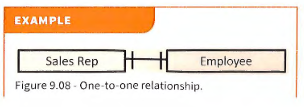 EXAMPLE
Sales Rep
Employee
Figure 9.08 - One-to-one relationship.